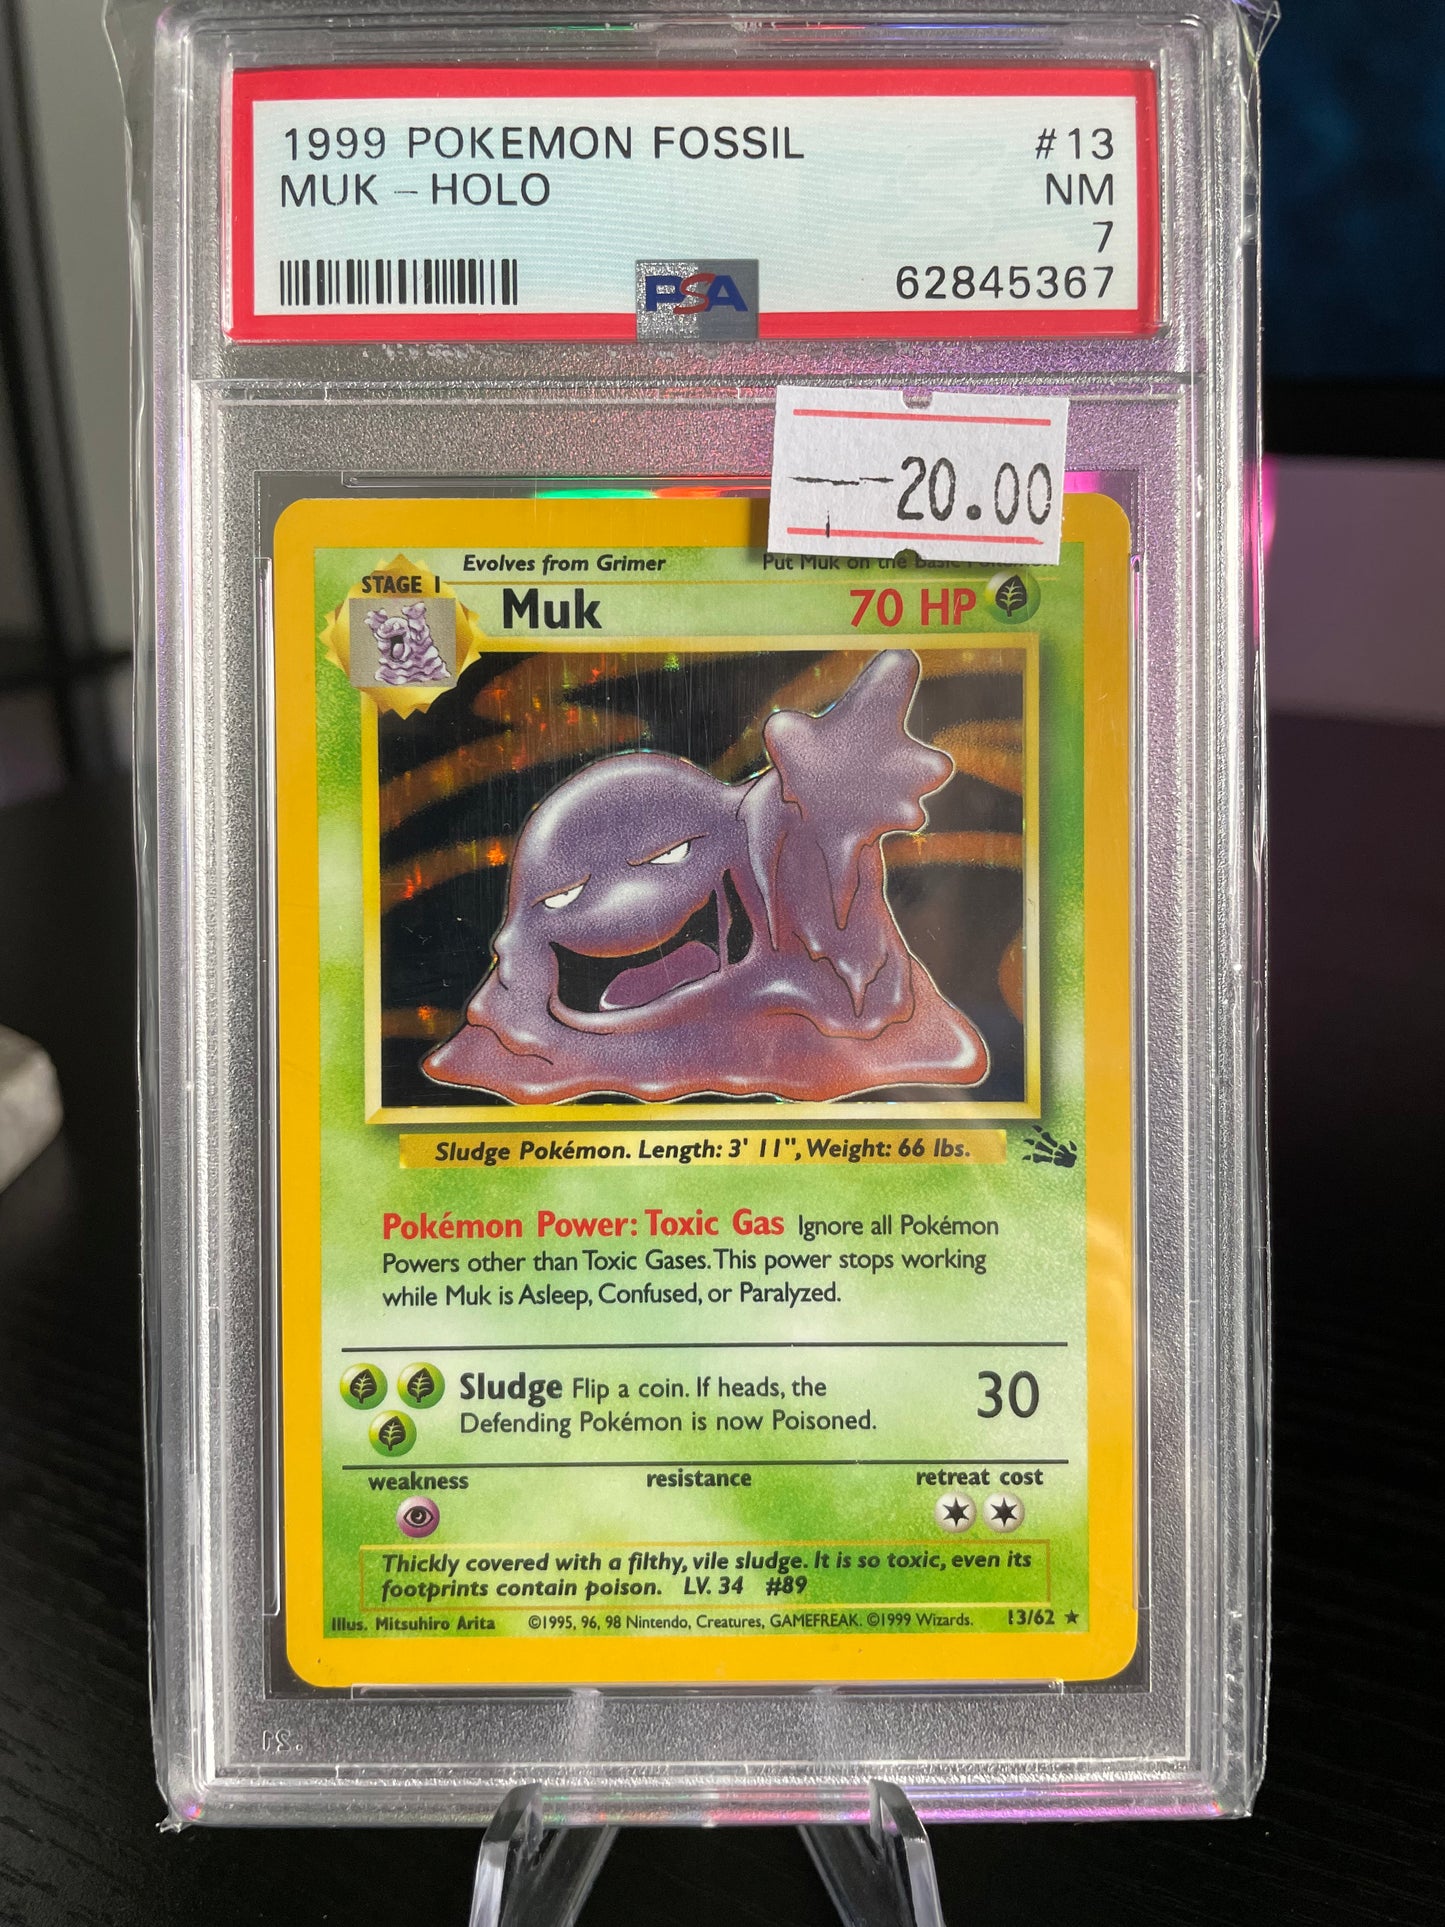 1999 POKEMON FOSSIL #13
MUK - HOLO NM
7
PSA 62845367
20.00
Evolves from Grimer Put Muk on the Basic
STAGE 1
Muk 70 HP
Sludge Pokémon. Length: 3' 11", Weight: 66 lbs.
Pokémon Power: Toxic Gas Ignore all Pokémon
Powers other than Toxic Gases. This power stops working
while Muk is Asleep, Confused, or Paralyzed.
Sludge Flip a coin. If heads, the 30
Defending Pokémon is now Poisoned.
weakness resistance retreat cost
Thickly covered with a filthy, vile sludge. It is so toxic, even its
footprints contain poison. LV. 34 #89
Illus. Mitsuhiro Arita ©1995, 96, 98 Nintendo, Creatures, GAMEFREAK. ©1999 Wizards. 13/62 ★